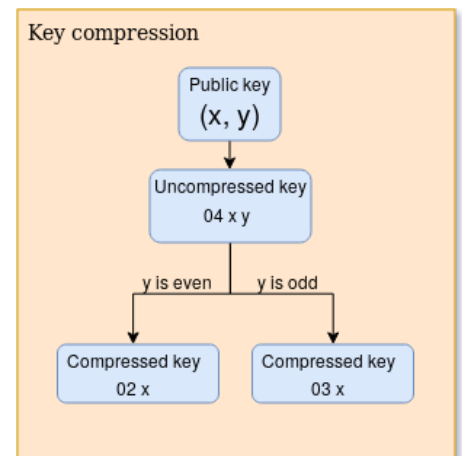 Key compression
Public key
(x, y)
Uncompressed key
04 x y
y is even
y is odd
Compressed key
02 x
Compressed key
03 x